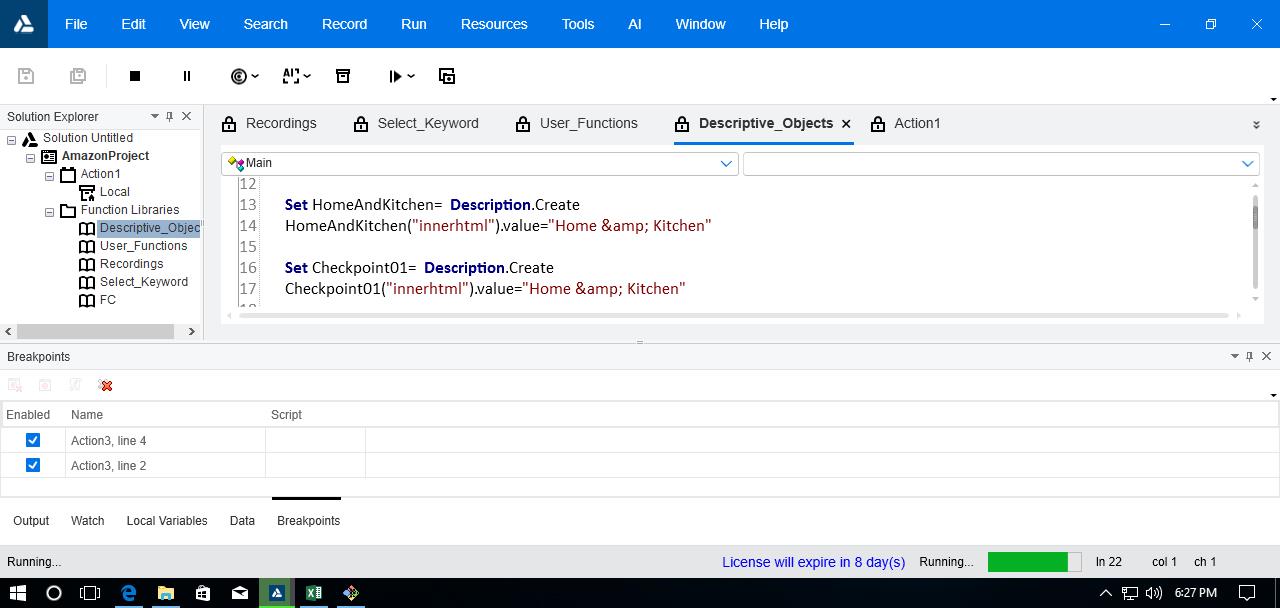 File Edit View Search Record Run Resources Tools AI Window Help
Solution Explorer
Solution Untitled
AmazonProject
Action1
Local
Function Libraries
Descriptive_Objec
User_Functions
Recordings
Select_Keyword
FC
Recordings Select_Keyword User_Functions Descriptive_Objects Action1
Main
12
13 Set HomeAndKitchen= Description.Create
14 HomeAndKitchen("innerhtml").value="Home &amp; Kitchen"
15
16 Set Checkpoint01= Description.Create
17 Checkpoint01("innerhtml").value="Home &amp; Kitchen"
Breakpoints
Enabled Name Script
Action3, line 4
Action3, line 2
Output Watch Local Variables Data Breakpoints
Running... License will expire in 8 day(s) Running... ln 22 col 1 ch 1
6:27 PM